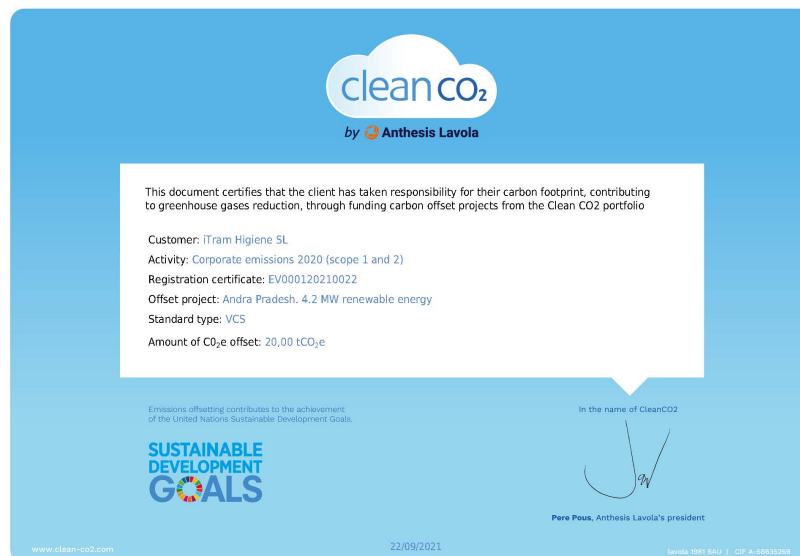 clean CO2
by Anthesis Lavola
This document certifies that the client has taken responsibility for their carbon footprint, contributing
to greenhouse gases reduction, through funding carbon offset projects from the Clean CO2 portfolio
Customer: iTram Higiene SL
Activity: Corporate emissions 2020 (scope 1 and 2)
Registration certificate: EV000120210022
Offset project: Andra Pradesh. 4.2 MW renewable energy
Standard type: VCS
Amount of C0₂e offset: 20,00 tCO₂e
Emissions offsetting contributes to the achievement
of the United Nations Sustainable Development Goals.
In the name of CleanCO2
SUSTAINABLE
DEVELOPMENT
GOALS
Pere Pous, Anthesis Lavola's president
www.clean-co2.com
22/09/2021
lavola 1981 SAU | CIF A-58635269